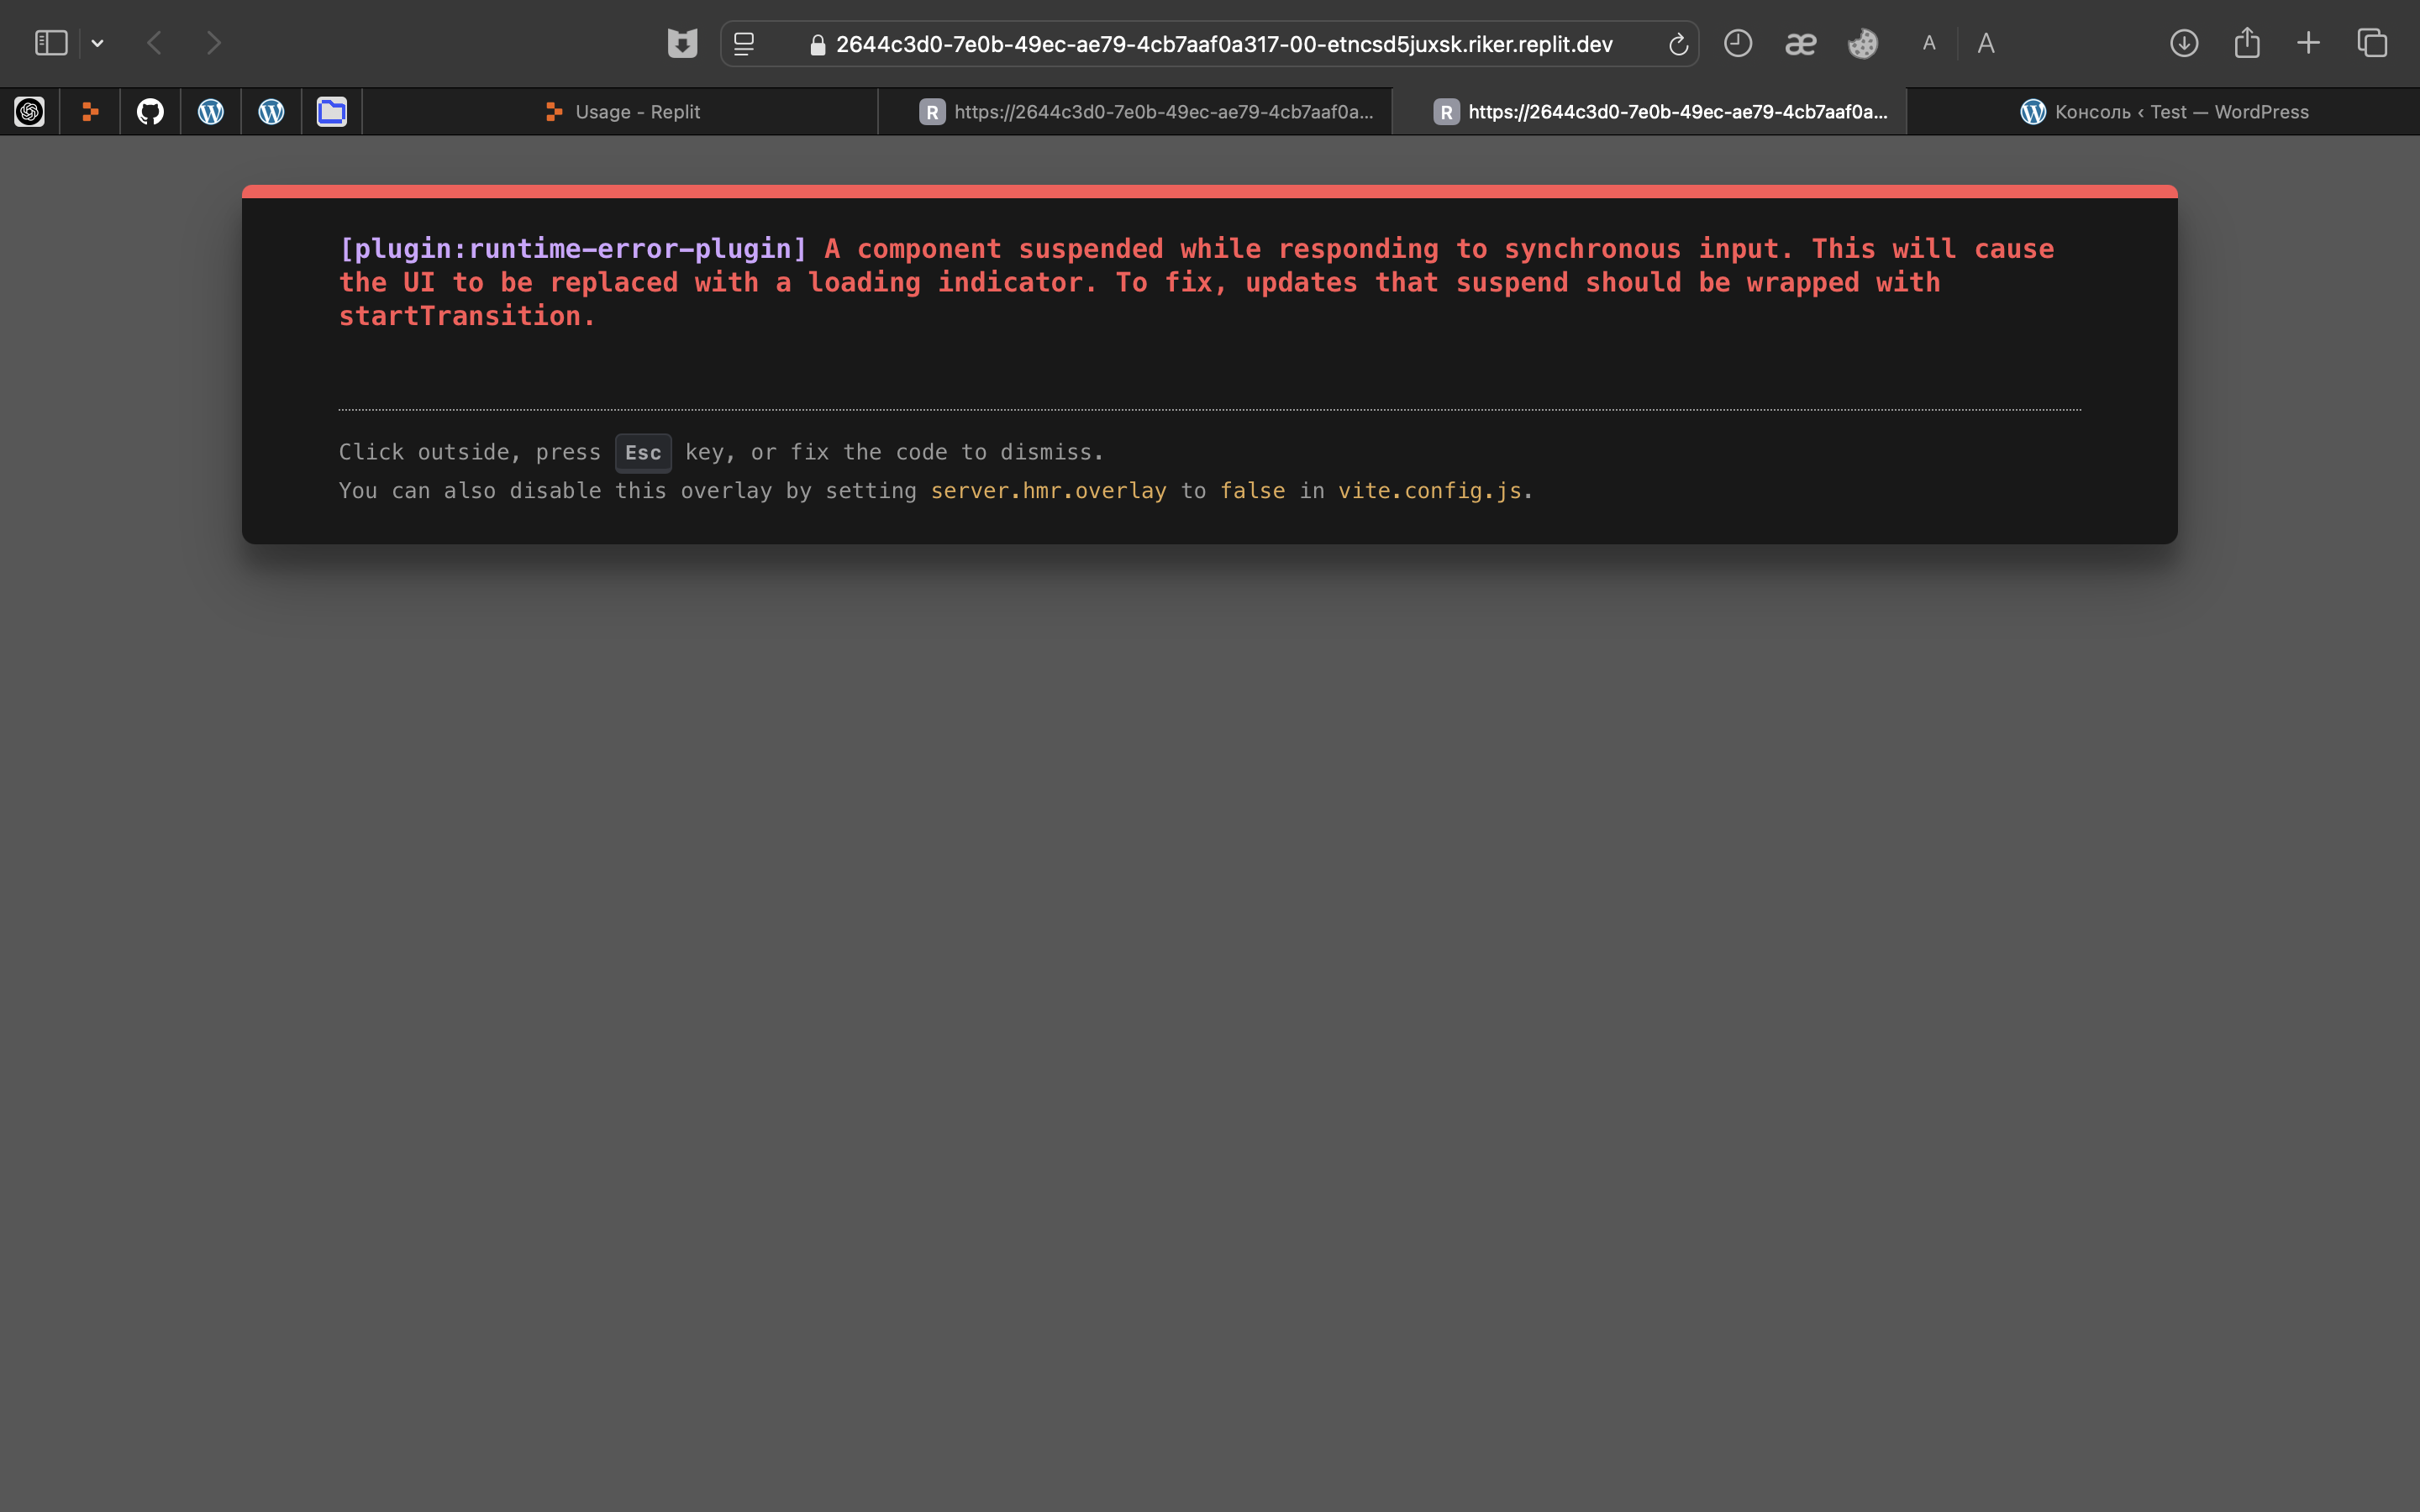 2644c3d0-7e0b-49ec-ae79-4cb7aaf0a317-00-etncsd5juxsk.riker.replit.dev
æ
A A
Usage - Replit
R https://2644c3d0-7e0b-49ec-ae79-4cb7aaf0a...
R https://2644c3d0-7e0b-49ec-ae79-4cb7aaf0a...
Консоль ‹ Test — WordPress
[plugin:runtime-error-plugin] A component suspended while responding to synchronous input. This will cause
the UI to be replaced with a loading indicator. To fix, updates that suspend should be wrapped with
startTransition.
Click outside, press Esc key, or fix the code to dismiss.
You can also disable this overlay by setting server.hmr.overlay to false in vite.config.js.